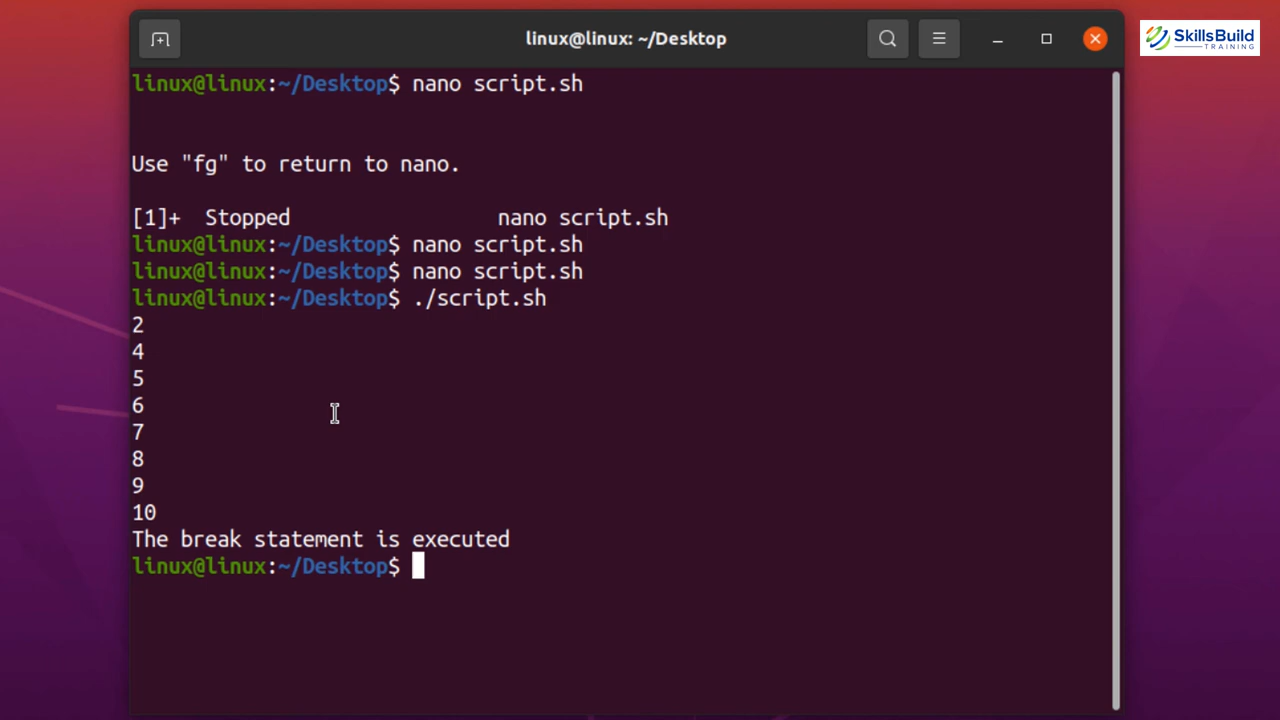 linux@linux: ~/Desktop
SkillsBuild
TRAINING
linux@linux:~/Desktop$ nano script.sh
Use "fg" to return to nano.
[1]+  Stopped                 nano script.sh
linux@linux:~/Desktop$ nano script.sh
linux@linux:~/Desktop$ nano script.sh
linux@linux:~/Desktop$ ./script.sh
2
4
5
6
7
8
9
10
The break statement is executed
linux@linux:~/Desktop$